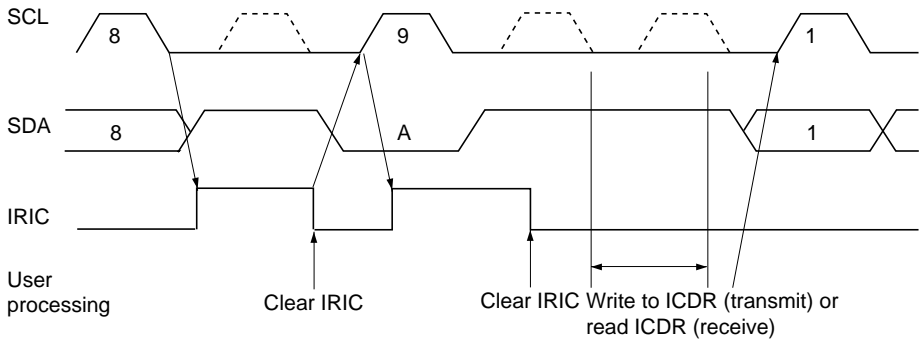 SCL 8 9 1
SDA 8 A 1
IRIC
User processing
Clear IRIC
Clear IRIC
Write to ICDR (transmit) or
read ICDR (receive)